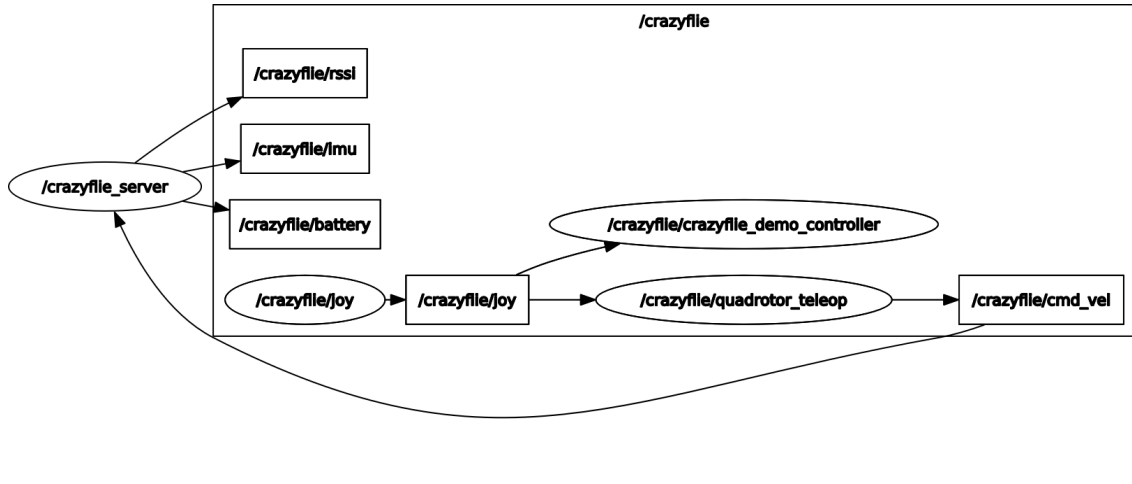 /crazyfile
/crazyfile/rssi
/crazyfile/imu
/crazyfile_server
/crazyfile/battery
/crazyfile/crazyfile_demo_controller
/crazyfile/joy
/crazyfile/joy
/crazyfile/quadrotor_teleop
/crazyfile/cmd_vel